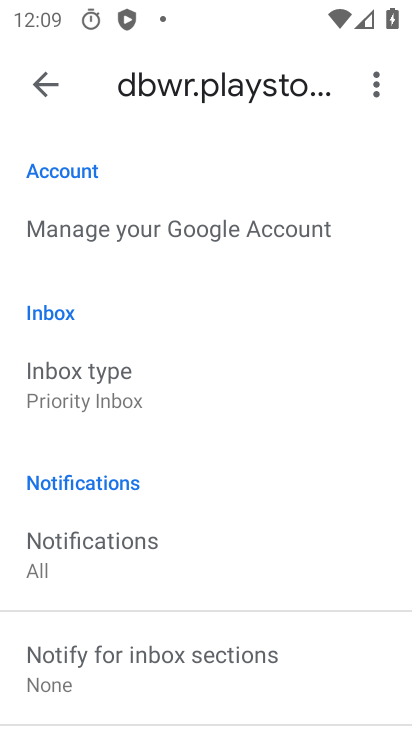 12:09
dbwr.playsto...
Account
Manage your Google Account
Inbox
Inbox type
Priority Inbox
Notifications
Notifications
All
Notify for inbox sections
None